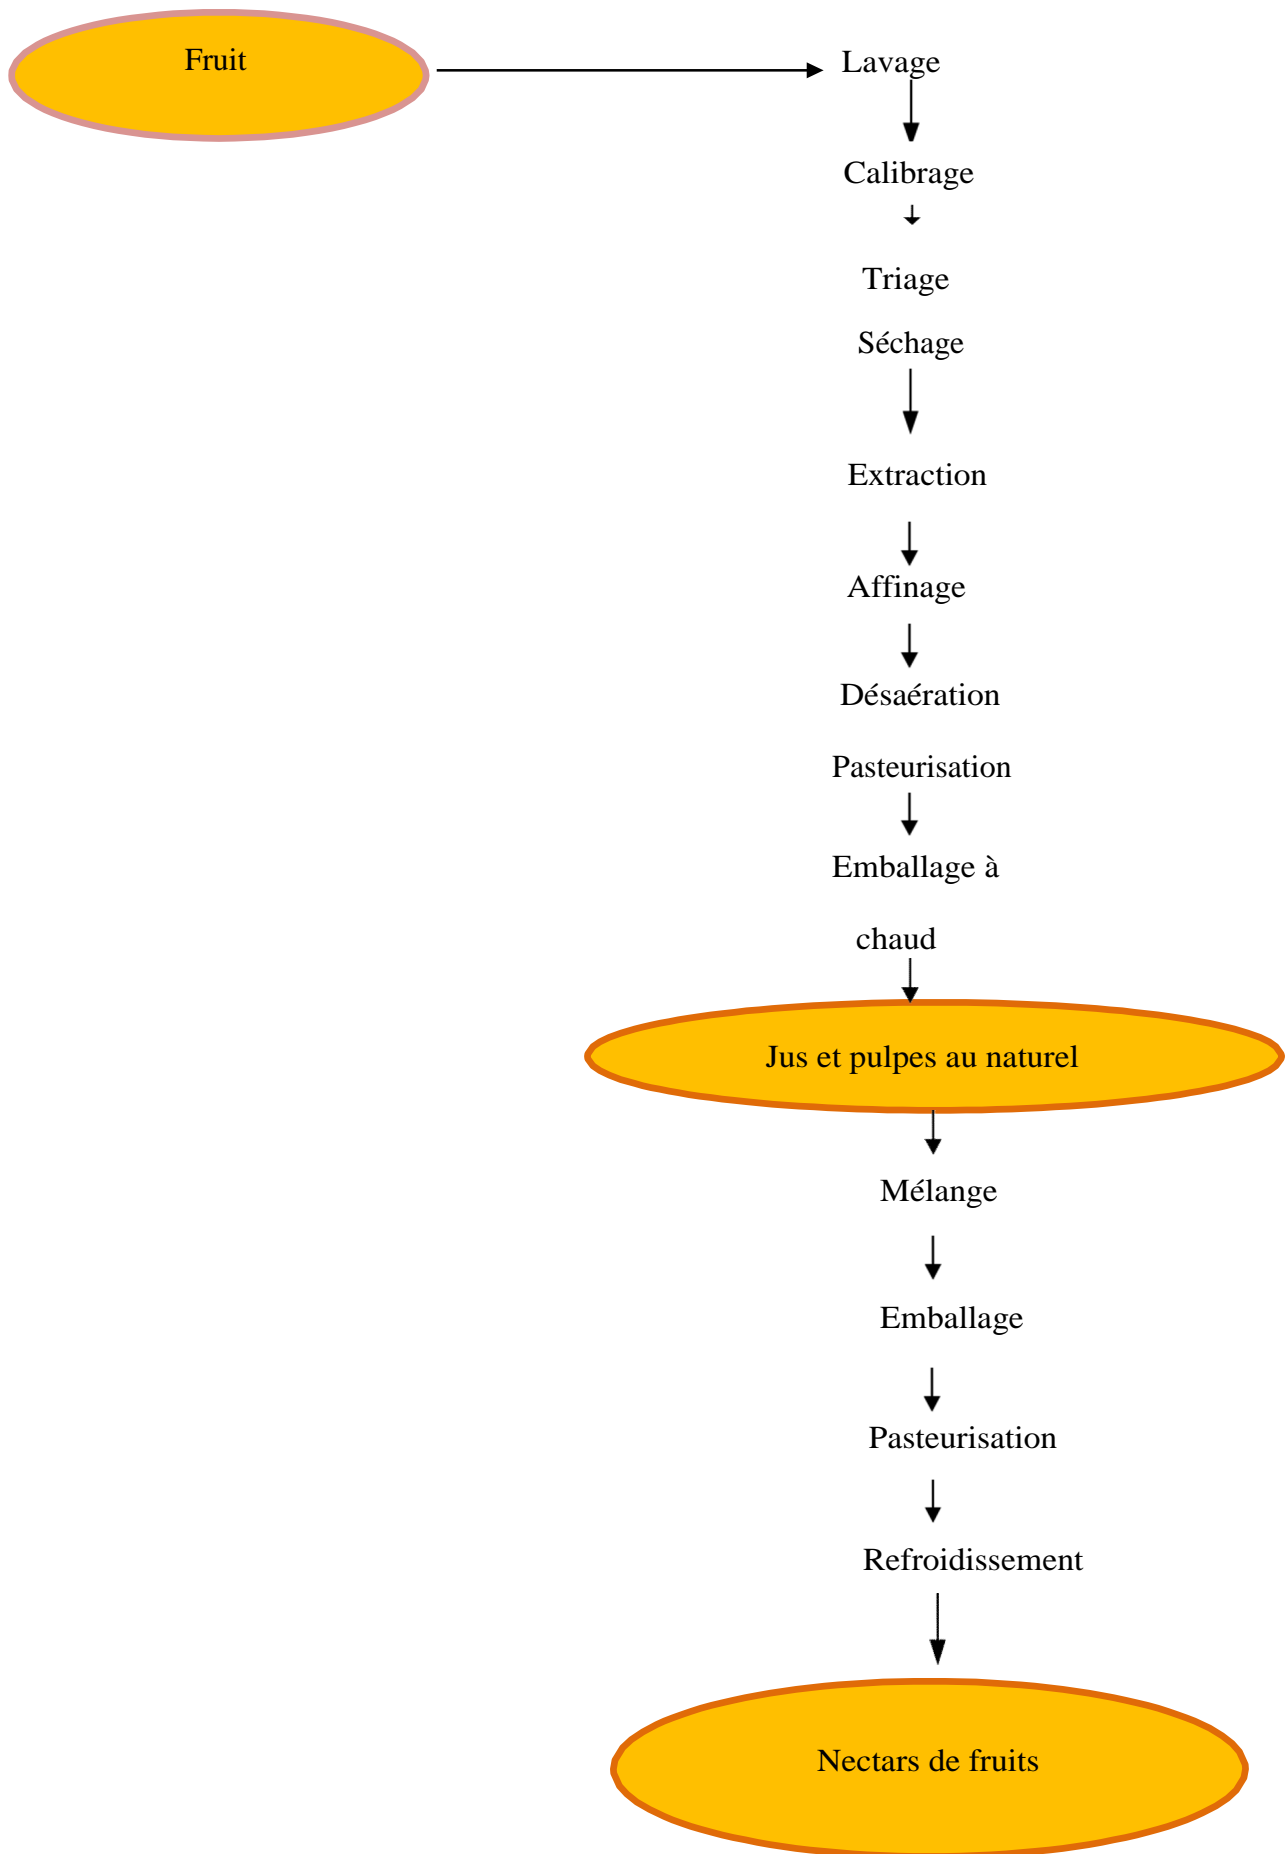 Fruit
Lavage
Calibrage
Triage
Séchage
Extraction
Affinage
Désaération
Pasteurisation
Emballage à
chaud
Jus et pulpes au naturel
Mélange
Emballage
Pasteurisation
Refroidissement
Nectars de fruits